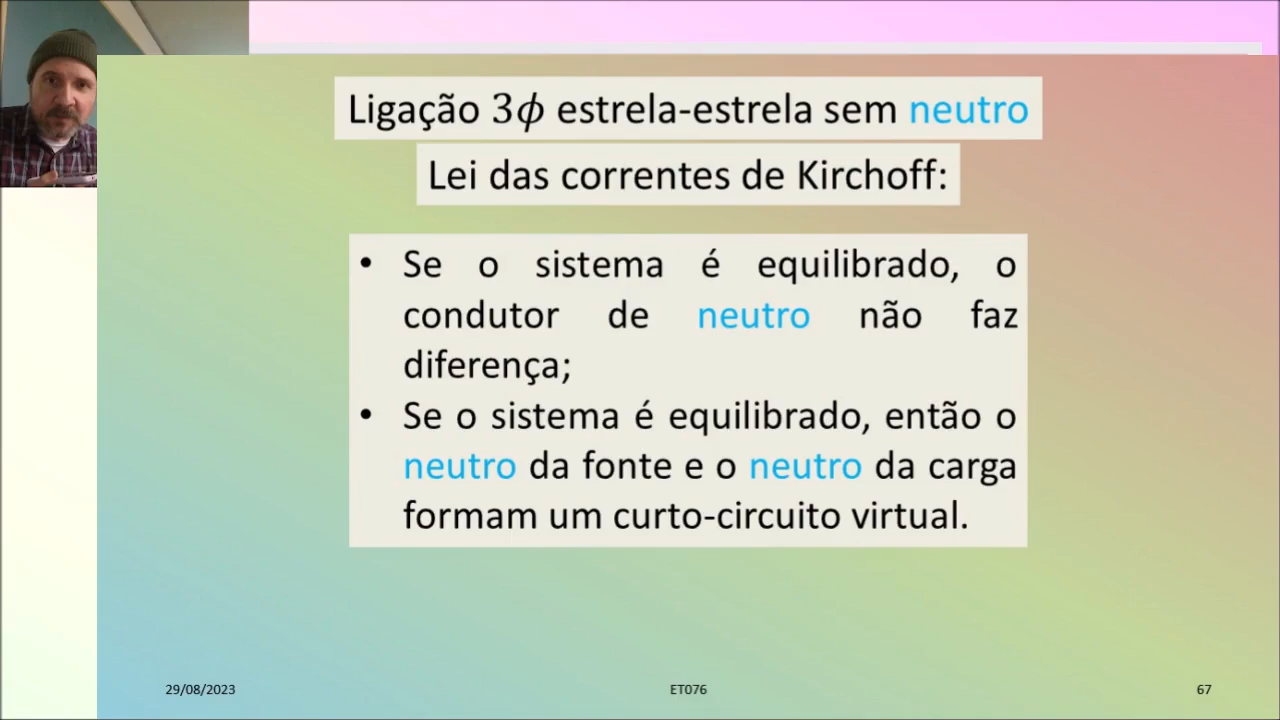 Ligação 3ϕ estrela-estrela sem neutro
Lei das correntes de Kirchoff:
• Se o sistema é equilibrado, o
condutor de neutro não faz
diferença;
• Se o sistema é equilibrado, então o
neutro da fonte e o neutro da carga
formam um curto-circuito virtual.
29/08/2023
ET076
67